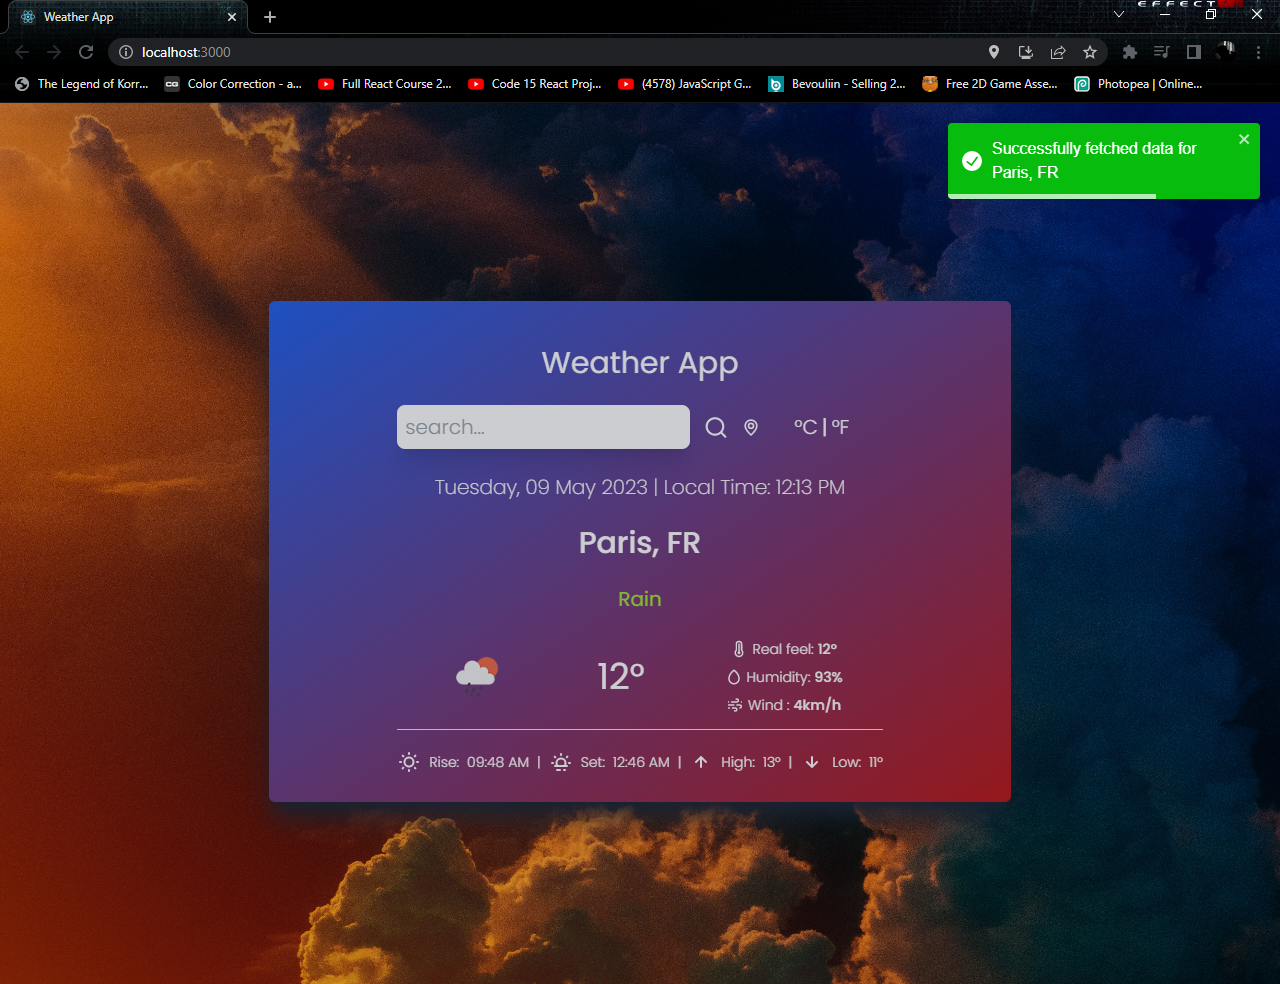 EFFECT
Weather App
localhost:3000
The Legend of Korr...
Color Correction - a...
Full React Course 2...
Code 15 React Proj...
(4578) JavaScript G...
Bevouliin - Selling 2...
Free 2D Game Asse...
Photopea | Online...
Successfully fetched data for
Paris, FR
Weather App
search...
°C | °F
Tuesday, 09 May 2023 | Local Time: 12:13 PM
Paris, FR
Rain
12°
Real feel: 12°
Humidity: 93%
Wind : 4km/h
Rise: 09:48 AM | Set: 12:46 AM | High: 13° | Low: 11°